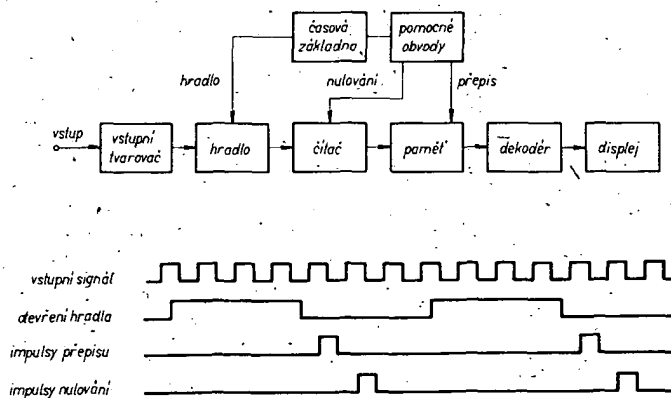 časová
základna
pomocné
obvody
hradlo
nulování
přepis
vstup
vstupní
tvarovač
hradlo
čítač
paměť
dekodér
displej
vstupní signál
otevření hradla
impulsy přepisu
impulsy nulování